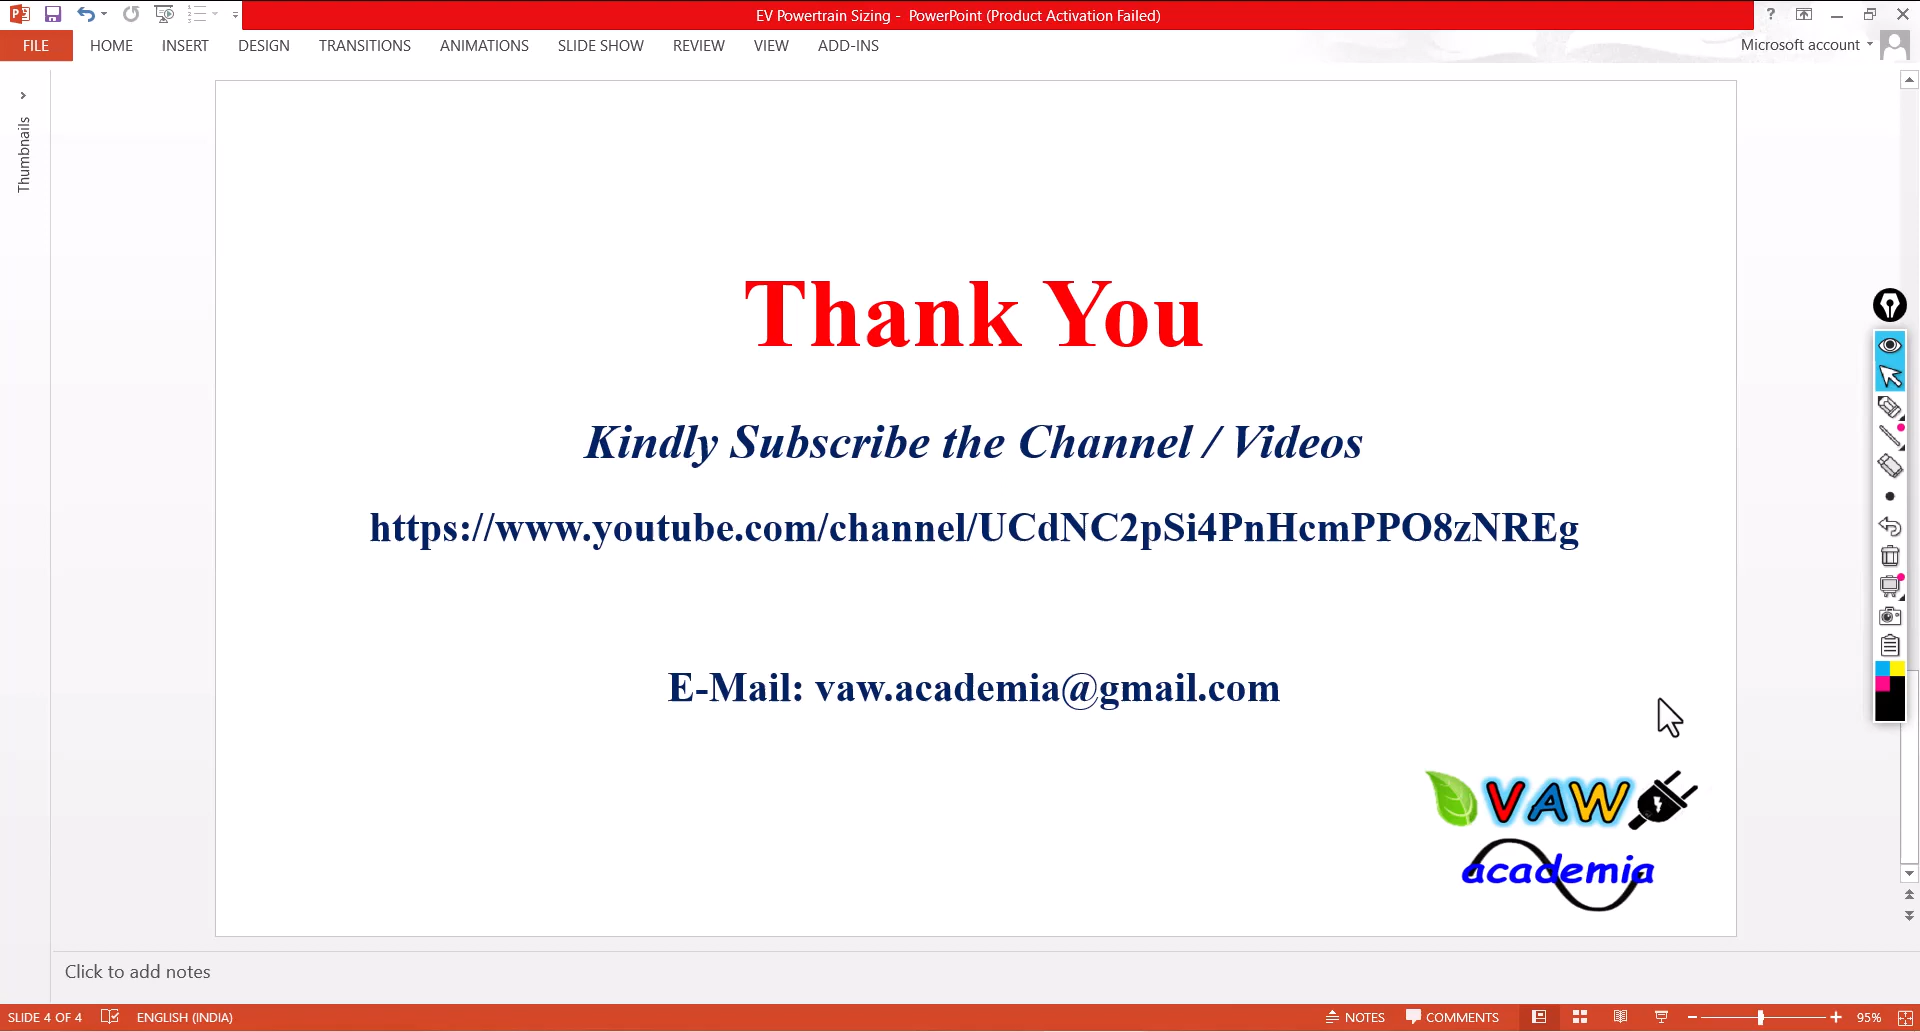 EV Powertrain Sizing - PowerPoint (Product Activation Failed)
?
FILE HOME INSERT DESIGN TRANSITIONS ANIMATIONS SLIDE SHOW REVIEW VIEW ADD-INS Microsoft account
Thumbnails
Thank You
Kindly Subscribe the Channel / Videos
https://www.youtube.com/channel/UCdNC2pSi4PnHcmPPO8zNREg
E-Mail: vaw.academia@gmail.com
VAW
academia
Click to add notes
SLIDE 4 OF 4 ENGLISH (INDIA) NOTES COMMENTS 95%